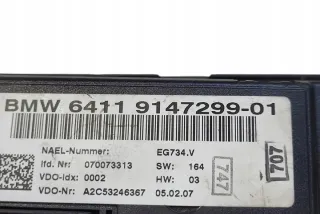 BMW 6411 9147299-01
NAEL-Nummer: EG734.V
lfd. Nr: 070073313 SW: 164
VDO-Idx: 0002 HW: 03
VDO-Nr: A2C53246367 05.02.07
747
707